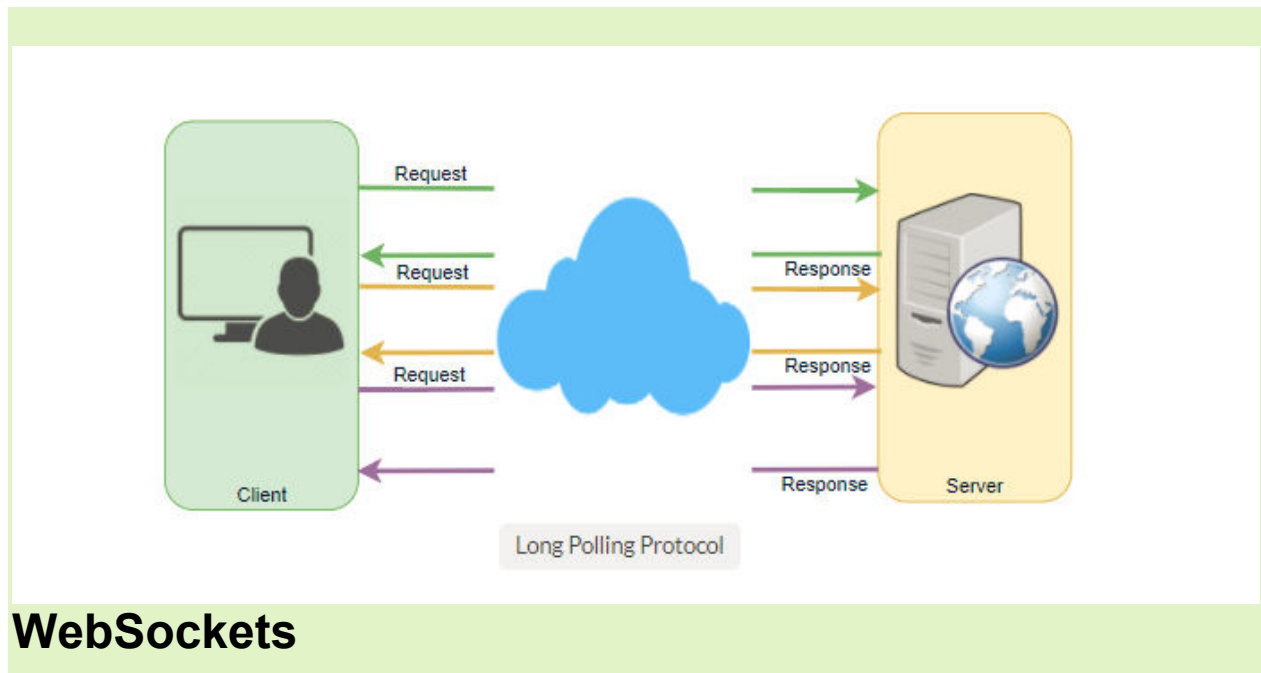 Request
Response
Request
Response
Request
Response
Client
Server
Long Polling Protocol
WebSockets